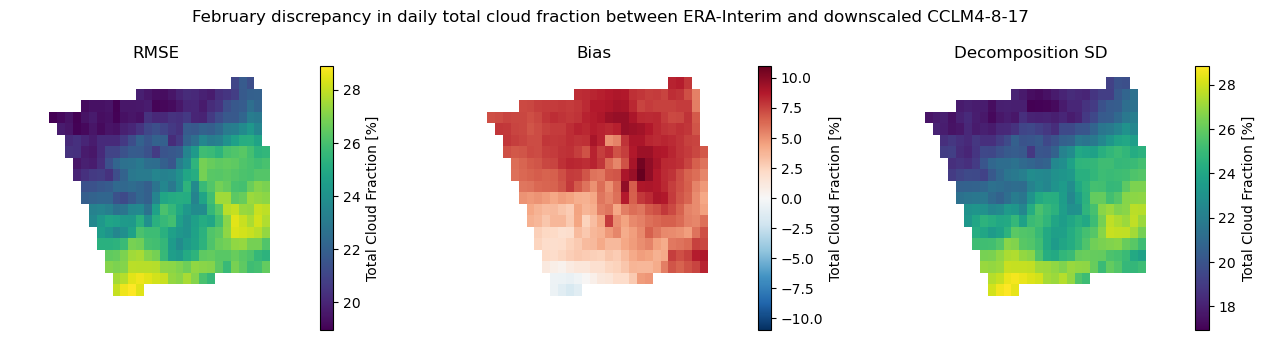 February discrepancy in daily total cloud fraction between ERA-Interim and downscaled CCLM4-8-17
RMSE
28
26
24
22
20
Total Cloud Fraction [%]
Bias
10.0
7.5
5.0
2.5
0.0
−2.5
−5.0
−7.5
−10.0
Total Cloud Fraction [%]
Decomposition SD
28
26
24
22
20
18
Total Cloud Fraction [%]